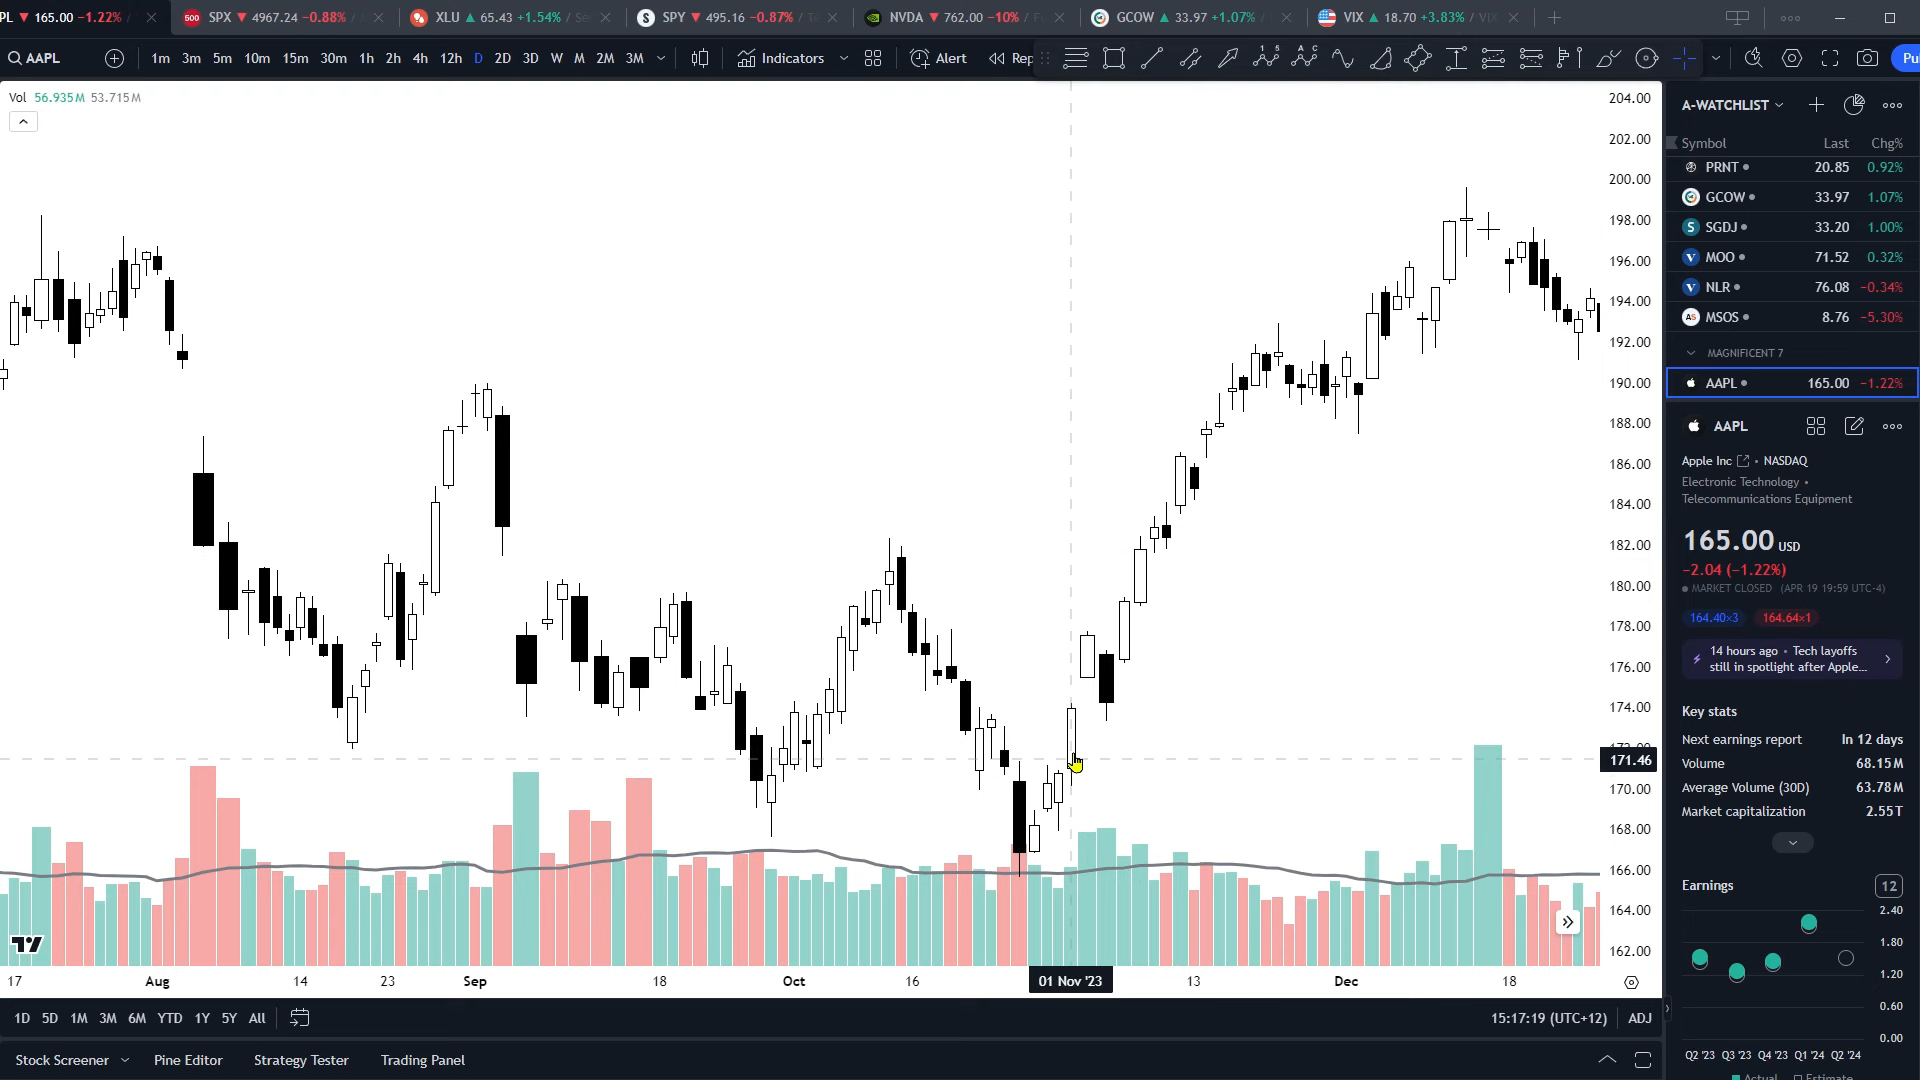 PL ▼ 165.00 −1.22% /
500 SPX ▼ 4967.24 −0.88% /
XLU ▲ 65.43 +1.54% / Se
S SPY ▼ 495.16 −0.87% / Te
NVDA ▼ 762.00 −10% / F
GCOW ▲ 33.97 +1.07% /
VIX ▲ 18.70 +3.83% / VIX
AAPL
1m 3m 5m 10m 15m 30m 1h 2h 4h 12h D 2D 3D W M 2M 3M
Indicators
Alert
Rep
Pu
Vol 56.935M 53.715M
204.00
202.00
200.00
198.00
196.00
194.00
192.00
190.00
188.00
186.00
184.00
182.00
180.00
178.00
176.00
174.00
172.00
171.46
170.00
168.00
166.00
164.00
162.00
17 Aug 14 23 Sep 18 Oct 16 01 Nov '23 13 Dec 18
1D 5D 1M 3M 6M YTD 1Y 5Y All
15:17:19 (UTC+12) ADJ
Stock Screener Pine Editor Strategy Tester Trading Panel
A-WATCHLIST
Symbol Last Chg%
PRNT 20.85 0.92%
GCOW 33.97 1.07%
S SGDJ 33.20 1.00%
V MOO 71.52 0.32%
V NLR 76.08 −0.34%
AS MSOS 8.76 −5.30%
MAGNIFICENT 7
AAPL 165.00 −1.22%
AAPL
Apple Inc • NASDAQ
Electronic Technology •
Telecommunications Equipment
165.00 USD
−2.04 (−1.22%)
MARKET CLOSED (APR 19 19:59 UTC-4)
164.40×3 164.64×1
14 hours ago • Tech layoffs
still in spotlight after Apple...
Key stats
Next earnings report In 12 days
Volume 68.15M
Average Volume (30D) 63.78M
Market capitalization 2.55T
Earnings 12
2.40
1.80
1.20
0.60
0.00
Q2 '23 Q3 '23 Q4 '23 Q1 '24 Q2 '24
Actual Estimate